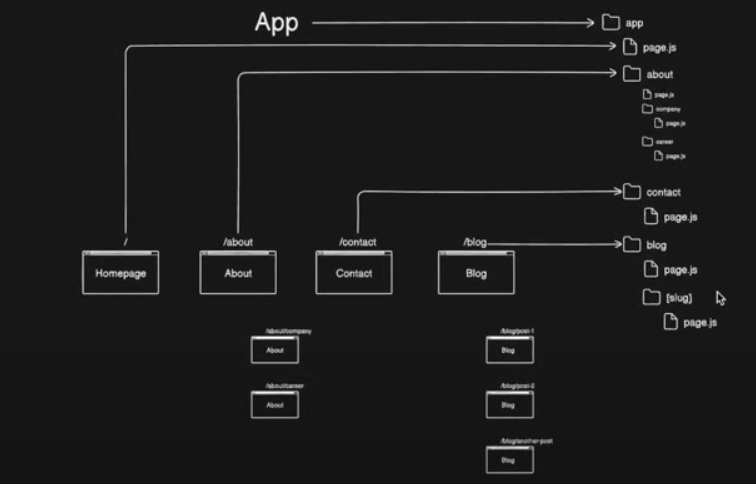 App
app
page.js
about
page.js
company
page.js
career
page.js
contact
page.js
blog
page.js
[slug]
page.js
/
/about
/contact
/blog
Homepage
About
Contact
Blog
/about/company
About
/about/career
About
/blog/post-1
Blog
/blog/post-2
Blog
/blog/another-post
Blog